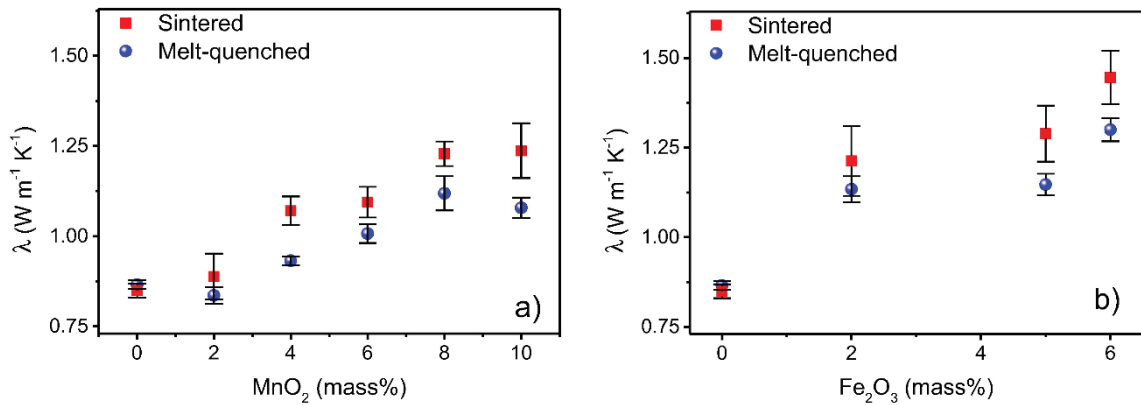 Sintered
Melt-quenched
1.50
1.25
1.00
0.75
λ (W m⁻¹ K⁻¹)
a)
0 2 4 6 8 10
MnO₂ (mass%)
Sintered
Melt-quenched
1.50
1.25
1.00
0.75
λ (W m⁻¹ K⁻¹)
b)
0 2 4 6
Fe₂O₃ (mass%)